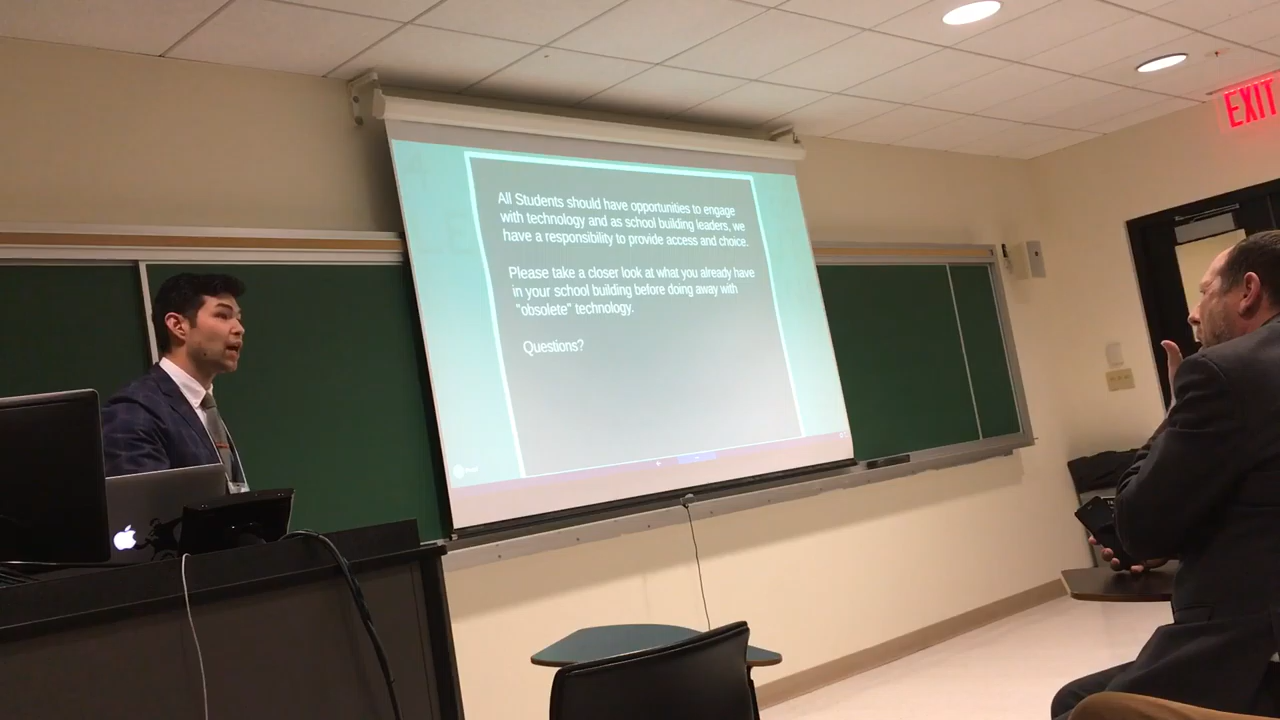 All Students should have opportunities to engage
with technology and as school building leaders, we
have a responsibility to provide access and choice.
Please take a closer look at what you already have
in your school building before doing away with
"obsolete" technology.
Questions?
EXIT